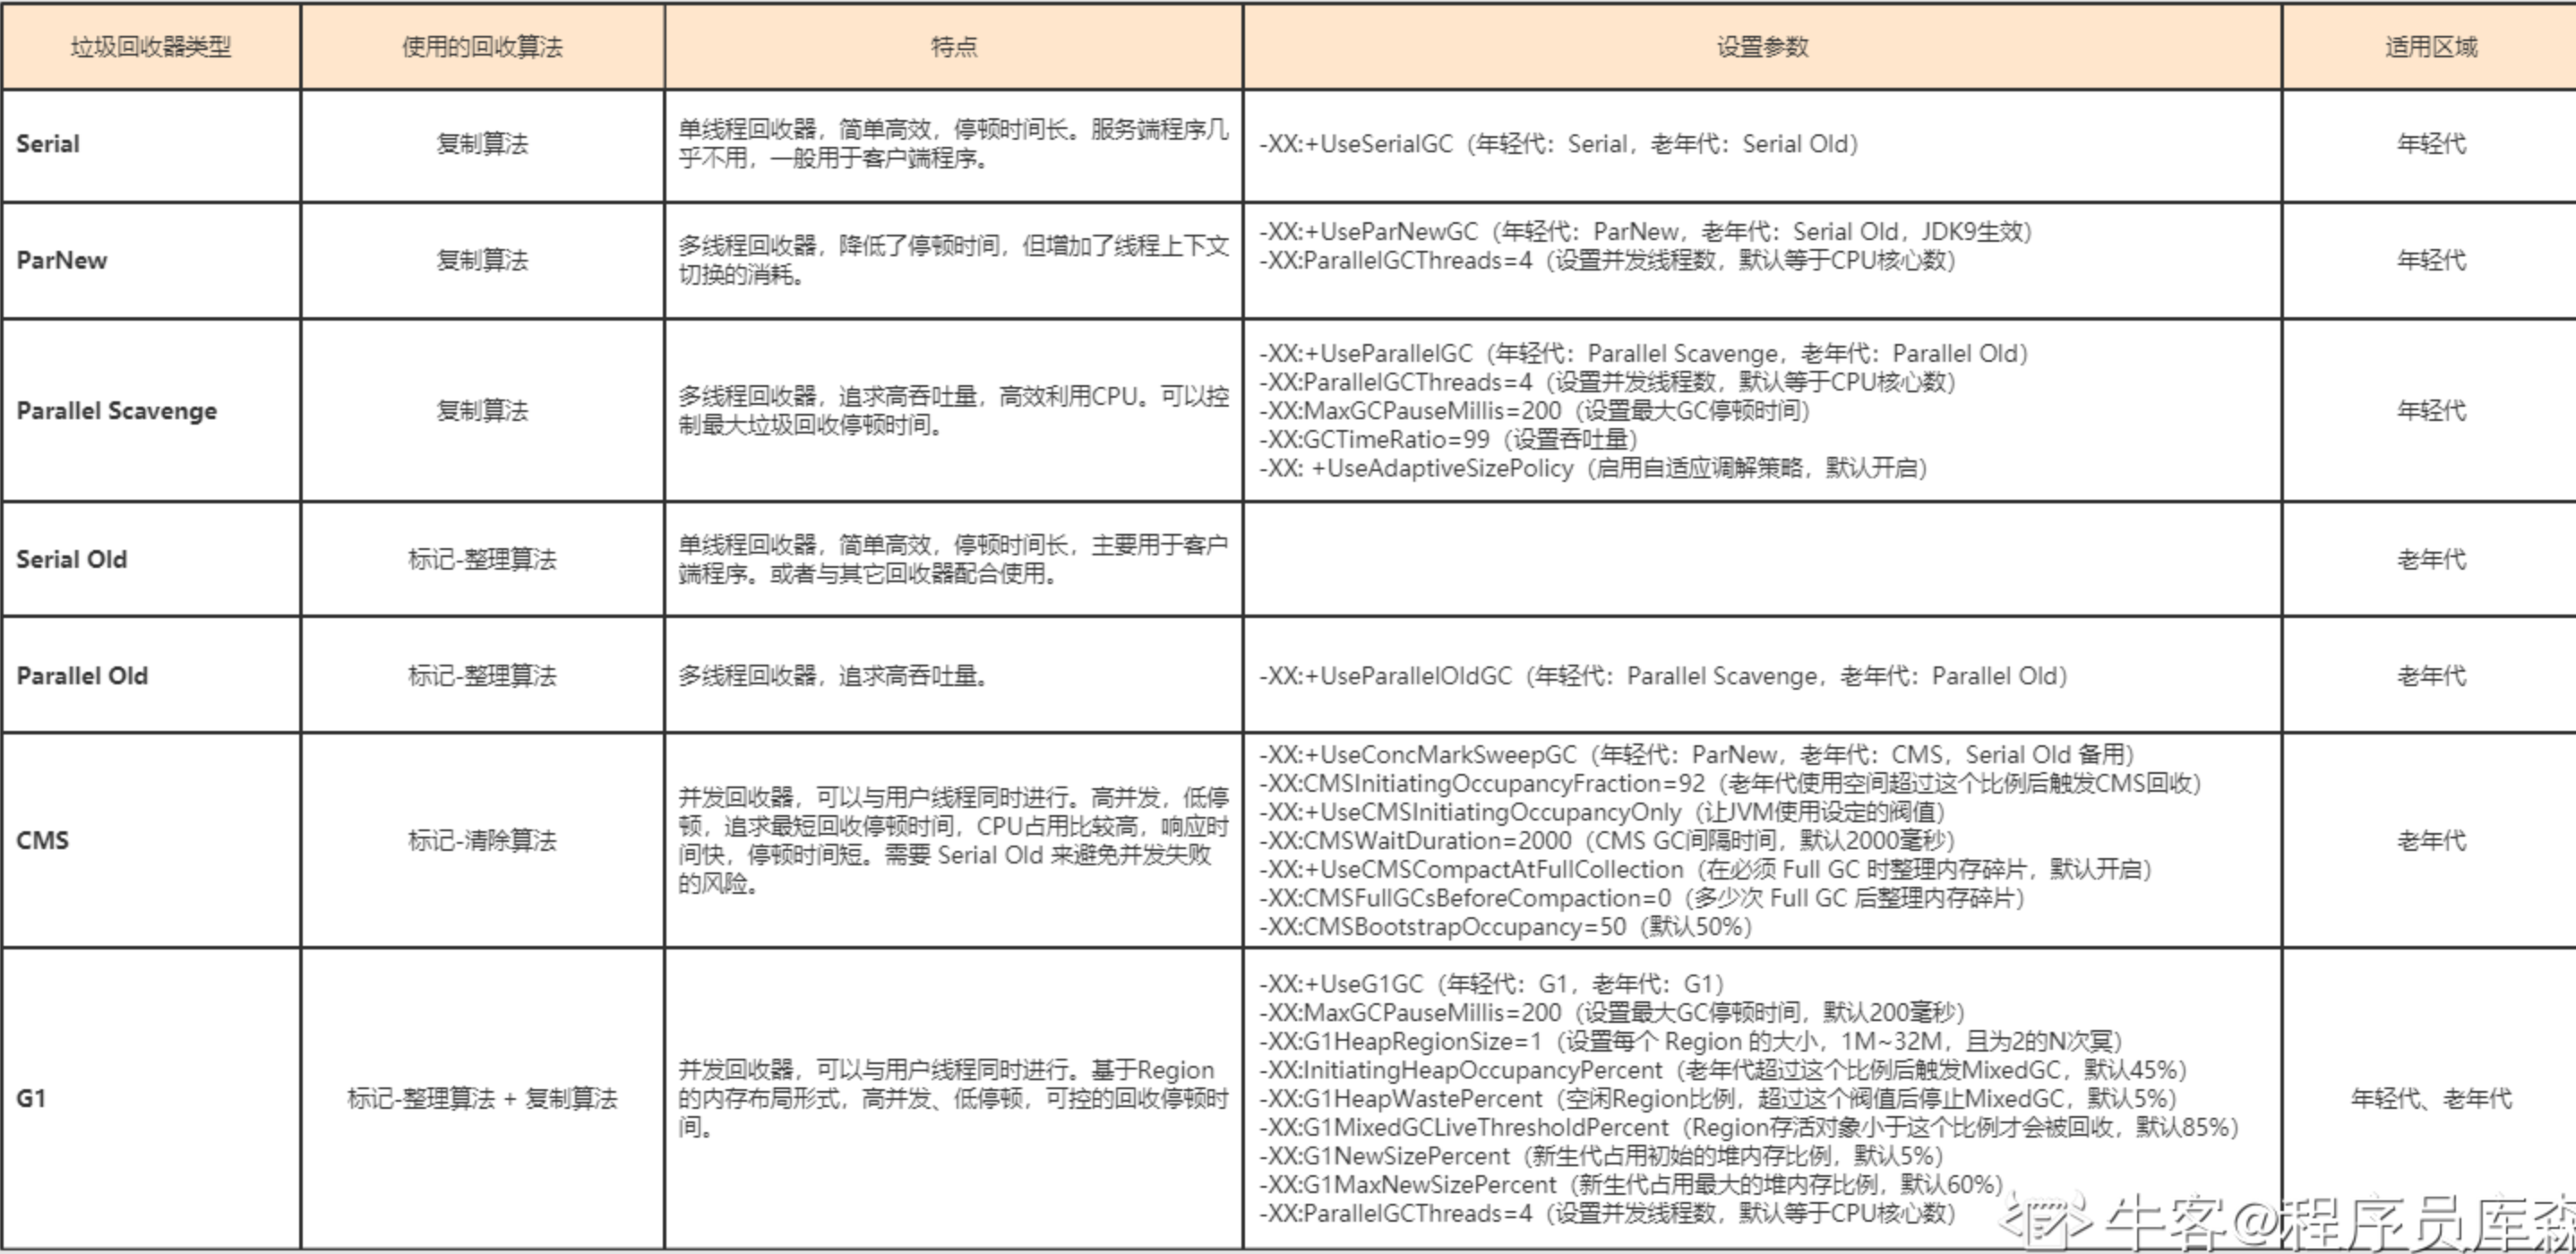 垃圾回收器类型
使用的回收算法
特点
设置参数
适用区域
Serial
复制算法
单线程回收器，简单高效，停顿时间长。服务端程序几
乎不用，一般用于客户端程序。
-XX:+UseSerialGC（年轻代：Serial，老年代：Serial Old）
年轻代
ParNew
复制算法
多线程回收器，降低了停顿时间，但增加了线程上下文
切换的消耗。
-XX:+UseParNewGC（年轻代：ParNew，老年代：Serial Old，JDK9生效）
-XX:ParallelGCThreads=4（设置并发线程数，默认等于CPU核心数）
年轻代
Parallel Scavenge
复制算法
多线程回收器，追求高吞吐量，高效利用CPU。可以控
制最大垃圾回收停顿时间。
-XX:+UseParallelGC（年轻代：Parallel Scavenge，老年代：Parallel Old）
-XX:ParallelGCThreads=4（设置并发线程数，默认等于CPU核心数）
-XX:MaxGCPauseMillis=200（设置最大GC停顿时间）
-XX:GCTimeRatio=99（设置吞吐量）
-XX: +UseAdaptiveSizePolicy（启用自适应调解策略，默认开启）
年轻代
Serial Old
标记-整理算法
单线程回收器，简单高效，停顿时间长，主要用于客户
端程序。或者与其它回收器配合使用。
老年代
Parallel Old
标记-整理算法
多线程回收器，追求高吞吐量。
-XX:+UseParallelOldGC（年轻代：Parallel Scavenge，老年代：Parallel Old）
老年代
CMS
标记-清除算法
并发回收器，可以与用户线程同时进行。高并发，低停
顿，追求最短回收停顿时间，CPU占用比较高，响应时
间快，停顿时间短。需要 Serial Old 来避免并发失败
的风险。
-XX:+UseConcMarkSweepGC（年轻代：ParNew，老年代：CMS，Serial Old 备用）
-XX:CMSInitiatingOccupancyFraction=92（老年代使用空间超过这个比例后触发CMS回收）
-XX:+UseCMSInitiatingOccupancyOnly（让JVM使用设定的阀值）
-XX:CMSWaitDuration=2000（CMS GC间隔时间，默认2000毫秒）
-XX:+UseCMSCompactAtFullCollection（在必须 Full GC 时整理内存碎片，默认开启）
-XX:CMSFullGCsBeforeCompaction=0（多少次 Full GC 后整理内存碎片）
-XX:CMSBootstrapOccupancy=50（默认50%）
老年代
G1
标记-整理算法 + 复制算法
并发回收器，可以与用户线程同时进行。基于Region
的内存布局形式，高并发、低停顿，可控的回收停顿时
间。
-XX:+UseG1GC（年轻代：G1，老年代：G1）
-XX:MaxGCPauseMillis=200（设置最大GC停顿时间，默认200毫秒）
-XX:G1HeapRegionSize=1（设置每个 Region 的大小，1M~32M，且为2的N次冥）
-XX:InitiatingHeapOccupancyPercent（老年代超过这个比例后触发MixedGC，默认45%）
-XX:G1HeapWastePercent（空闲Region比例，超过这个阀值后停止MixedGC，默认5%）
-XX:G1MixedGCLiveThresholdPercent（Region存活对象小于这个比例才会被回收，默认85%）
-XX:G1NewSizePercent（新生代占用初始的堆内存比例，默认5%）
-XX:G1MaxNewSizePercent（新生代占用最大的堆内存比例，默认60%）
-XX:ParallelGCThreads=4（设置并发线程数，默认等于CPU核心数）
年轻代、老年代
牛客@程序员库森